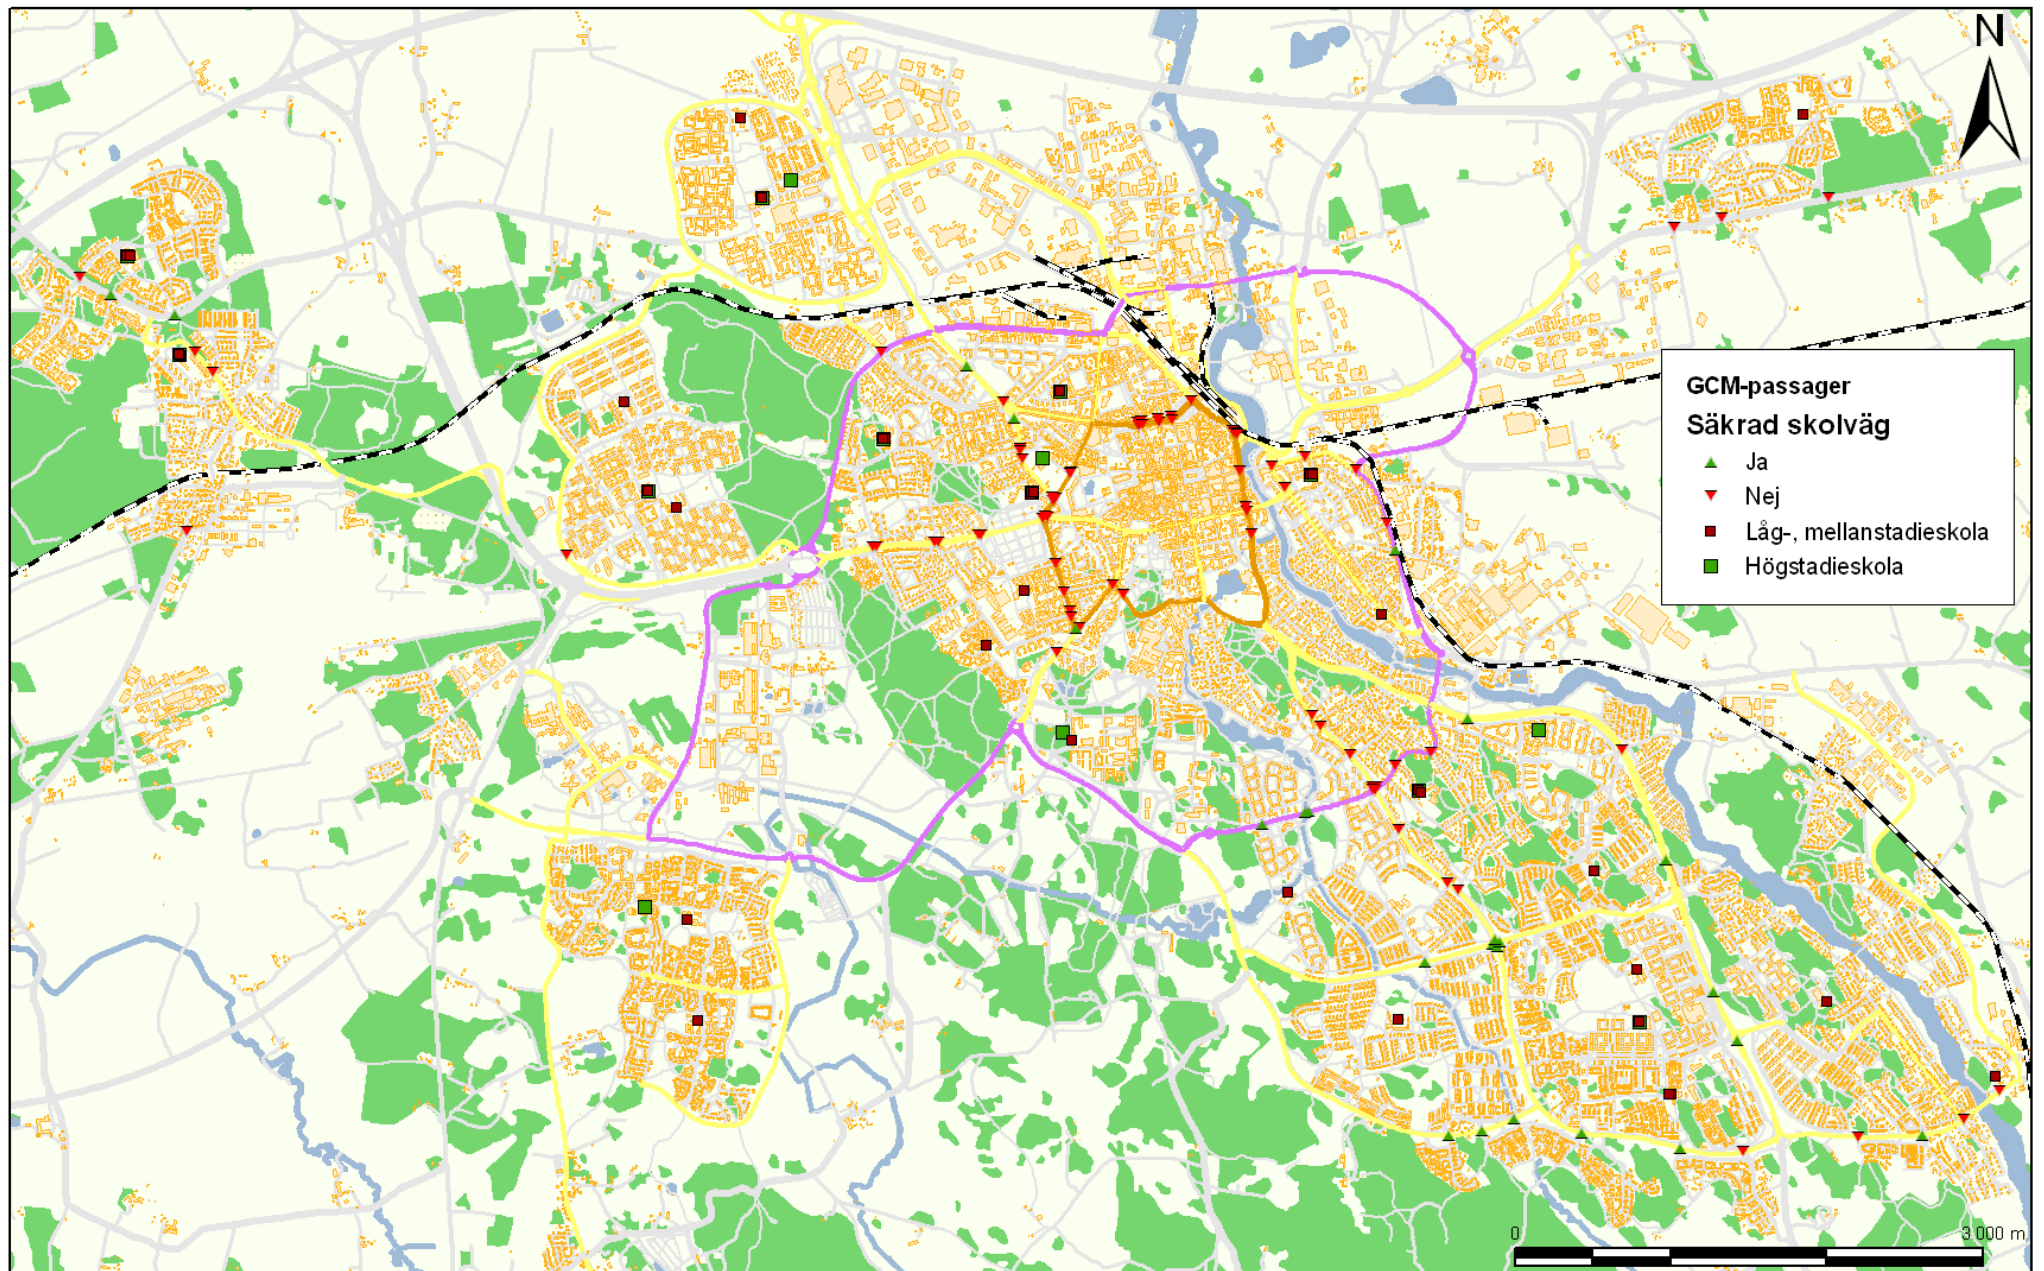 N
GCM-passager
Säkrad skolväg
Ja
Nej
Låg-, mellanstadieskola
Högstadieskola
0 3 000 m